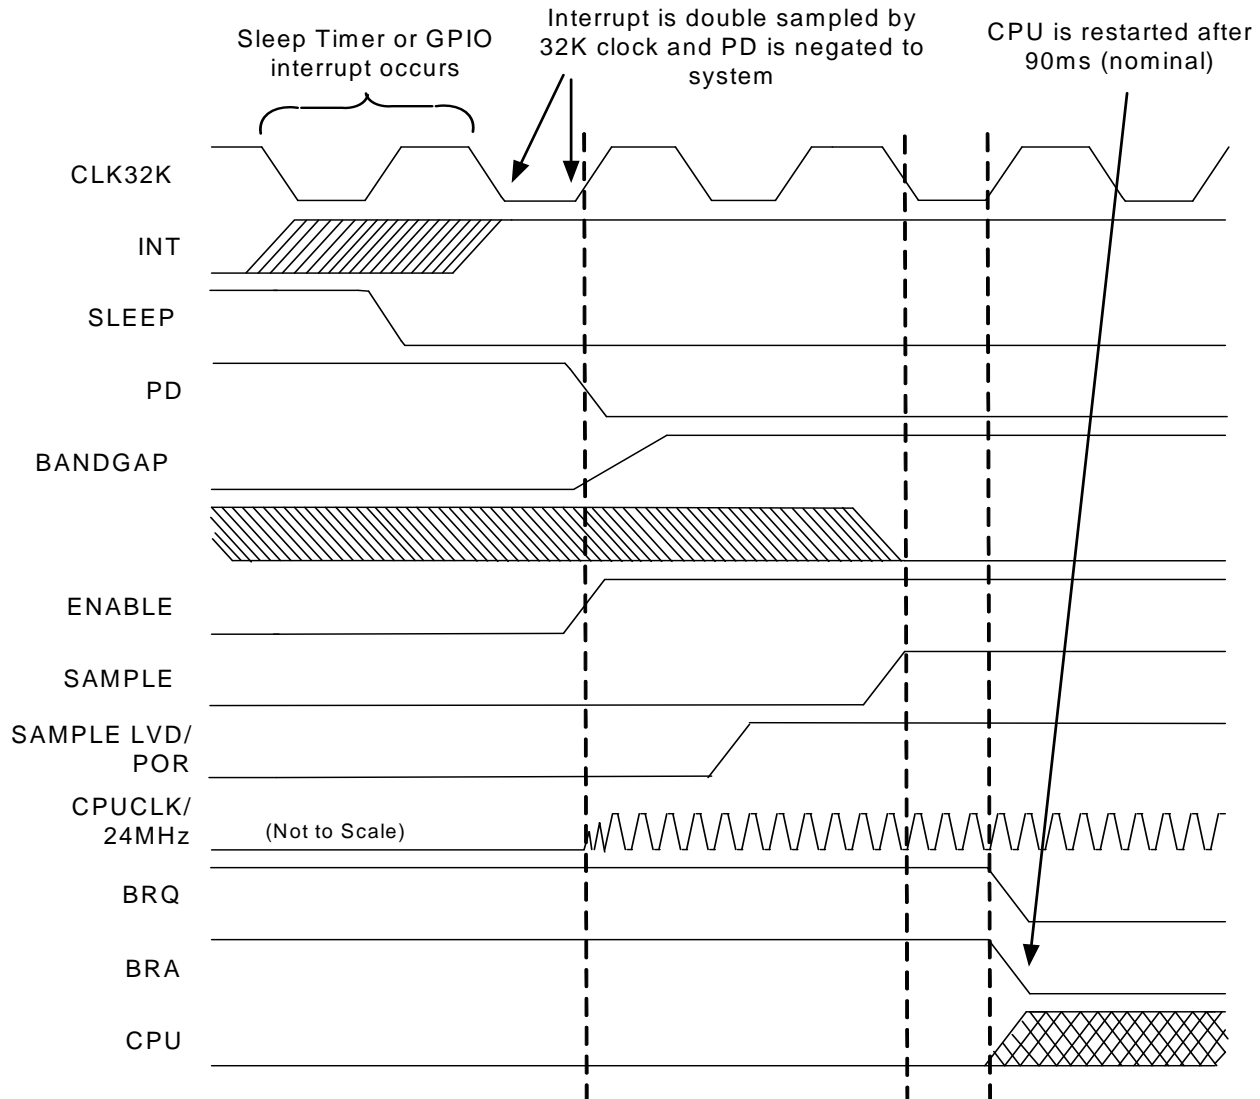 Sleep Timer or GPIO
interrupt occurs
Interrupt is double sampled by
32K clock and PD is negated to
system
CPU is restarted after
90ms (nominal)
CLK32K
INT
SLEEP
PD
BANDGAP
ENABLE
SAMPLE
SAMPLE LVD/
POR
CPUCLK/
24MHz
(Not to Scale)
BRQ
BRA
CPU